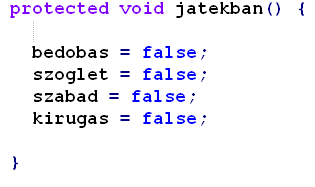 protected void jatekban() {
bedobas = false;
szoglet = false;
szabad = false;
kirugas = false;
}